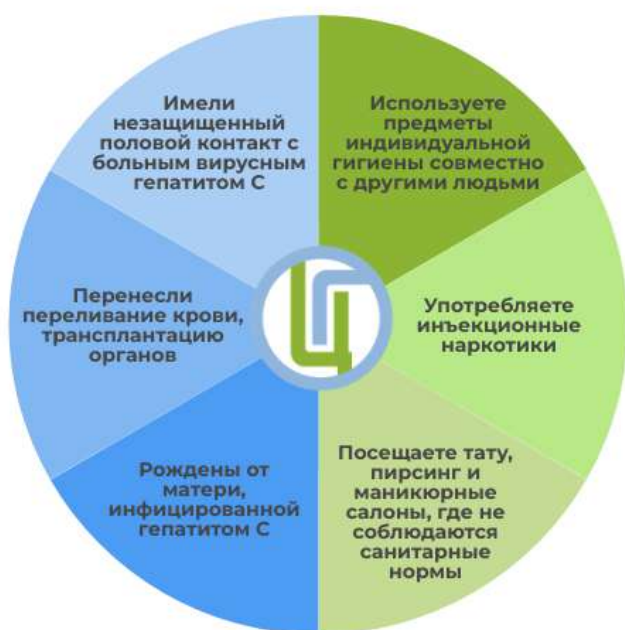 Имели
незащищенный
половой контакт с
больным вирусным
гепатитом С
Используете
предметы
индивидуальной
гигиены совместно
с другими людьми
Перенесли
переливание крови,
трансплантацию
органов
Употребляете
инъекционные
наркотики
Рождены от
матери,
инфицированной
гепатитом С
Посещаете тату,
пирсинг и
маникюрные
салоны, где не
соблюдаются
санитарные
нормы